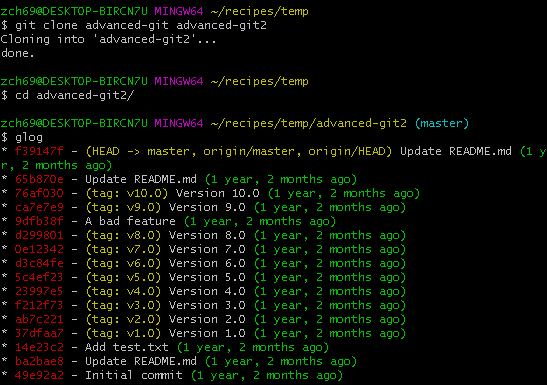 zch69@DESKTOP-BIRCN7U MINGW64 ~/recipes/temp
$ git clone advanced-git advanced-git2
Cloning into 'advanced-git2'...
done.
zch69@DESKTOP-BIRCN7U MINGW64 ~/recipes/temp
$ cd advanced-git2/
zch69@DESKTOP-BIRCN7U MINGW64 ~/recipes/temp/advanced-git2 (master)
$ glog
* f39147f - (HEAD -> master, origin/master, origin/HEAD) Update README.md (1 yea
r, 2 months ago)
* 65b870e - Update README.md (1 year, 2 months ago)
* 76af030 - (tag: v10.0) Version 10.0 (1 year, 2 months ago)
* ca7e7e9 - (tag: v9.0) Version 9.0 (1 year, 2 months ago)
* 9dfb38f - A bad feature (1 year, 2 months ago)
* d299801 - (tag: v8.0) Version 8.0 (1 year, 2 months ago)
* 0e12342 - (tag: v7.0) Version 7.0 (1 year, 2 months ago)
* d3c84fe - (tag: v6.0) Version 6.0 (1 year, 2 months ago)
* 5c4ef23 - (tag: v5.0) Version 5.0 (1 year, 2 months ago)
* 23997e5 - (tag: v4.0) Version 4.0 (1 year, 2 months ago)
* f212f73 - (tag: v3.0) Version 3.0 (1 year, 2 months ago)
* ab7c221 - (tag: v2.0) Version 2.0 (1 year, 2 months ago)
* 37dfaa7 - (tag: v1.0) Version 1.0 (1 year, 2 months ago)
* 14e23c2 - Add test.txt (1 year, 2 months ago)
* ba2bae8 - Update README.md (1 year, 2 months ago)
* 49e92a2 - Initial commit (1 year, 2 months ago)